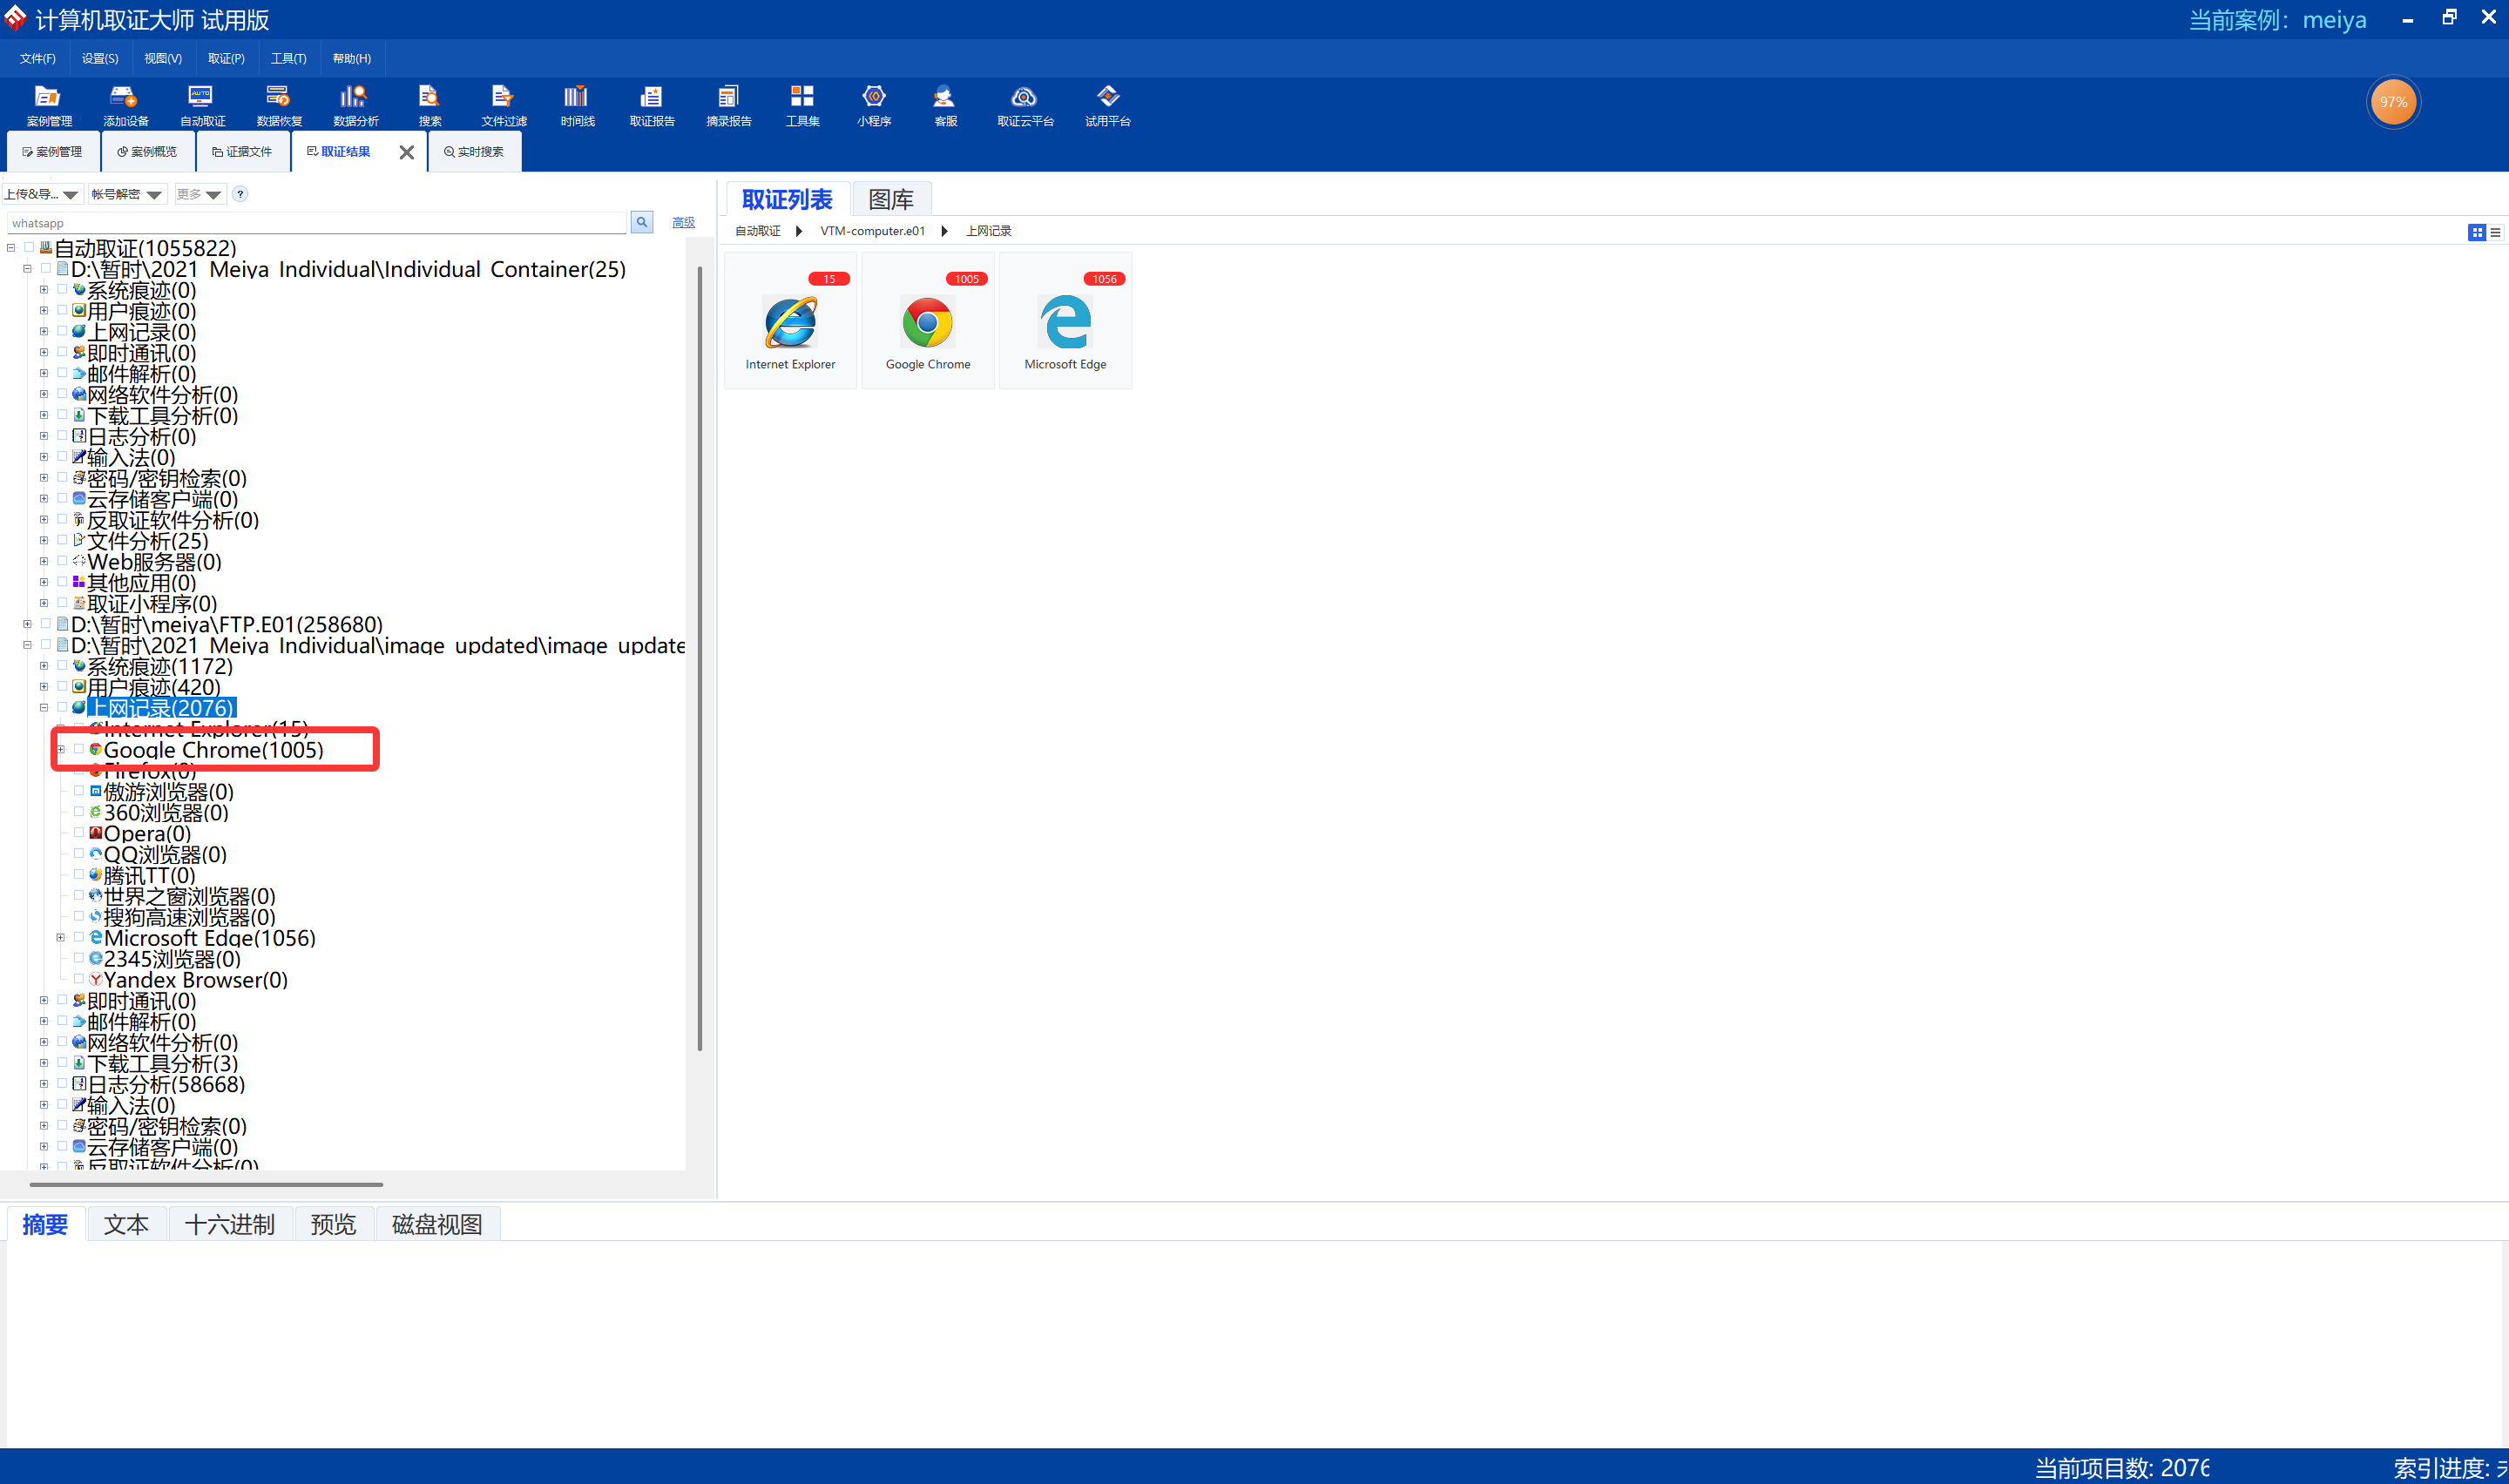 计算机取证大师 试用版
当前案例：meiya
文件(F) 设置(S) 视图(V) 取证(P) 工具(T) 帮助(H)
案例管理 添加设备 自动取证 数据恢复 数据分析 搜索 文件过滤 时间线 取证报告 摘录报告 工具集 小程序 客服 取证云平台 试用平台
97%
案例管理 案例概览 证据文件 取证结果 实时搜索
上传&导... 帐号解密 更多 ?
whatsapp 高级
自动取证(1055822)
D:\暂时\2021_Meiya_Individual\Individual_Container(25)
系统痕迹(0)
用户痕迹(0)
上网记录(0)
即时通讯(0)
邮件解析(0)
网络软件分析(0)
下载工具分析(0)
日志分析(0)
输入法(0)
密码/密钥检索(0)
云存储客户端(0)
反取证软件分析(0)
文件分析(25)
Web服务器(0)
其他应用(0)
取证小程序(0)
D:\暂时\meiya\FTP.E01(258680)
D:\暂时\2021_Meiya_Individual\image_updated\image_update
系统痕迹(1172)
用户痕迹(420)
上网记录(2076)
Internet Explorer(15)
Google Chrome(1005)
Firefox(0)
傲游浏览器(0)
360浏览器(0)
Opera(0)
QQ浏览器(0)
腾讯TT(0)
世界之窗浏览器(0)
搜狗高速浏览器(0)
Microsoft Edge(1056)
2345浏览器(0)
Yandex Browser(0)
即时通讯(0)
邮件解析(0)
网络软件分析(0)
下载工具分析(3)
日志分析(58668)
输入法(0)
密码/密钥检索(0)
云存储客户端(0)
反取证软件分析(0)
取证列表 图库
自动取证 VTM-computer.e01 上网记录
15 1005 1056
Internet Explorer Google Chrome Microsoft Edge
摘要 文本 十六进制 预览 磁盘视图
当前项目数: 2076 索引进度: